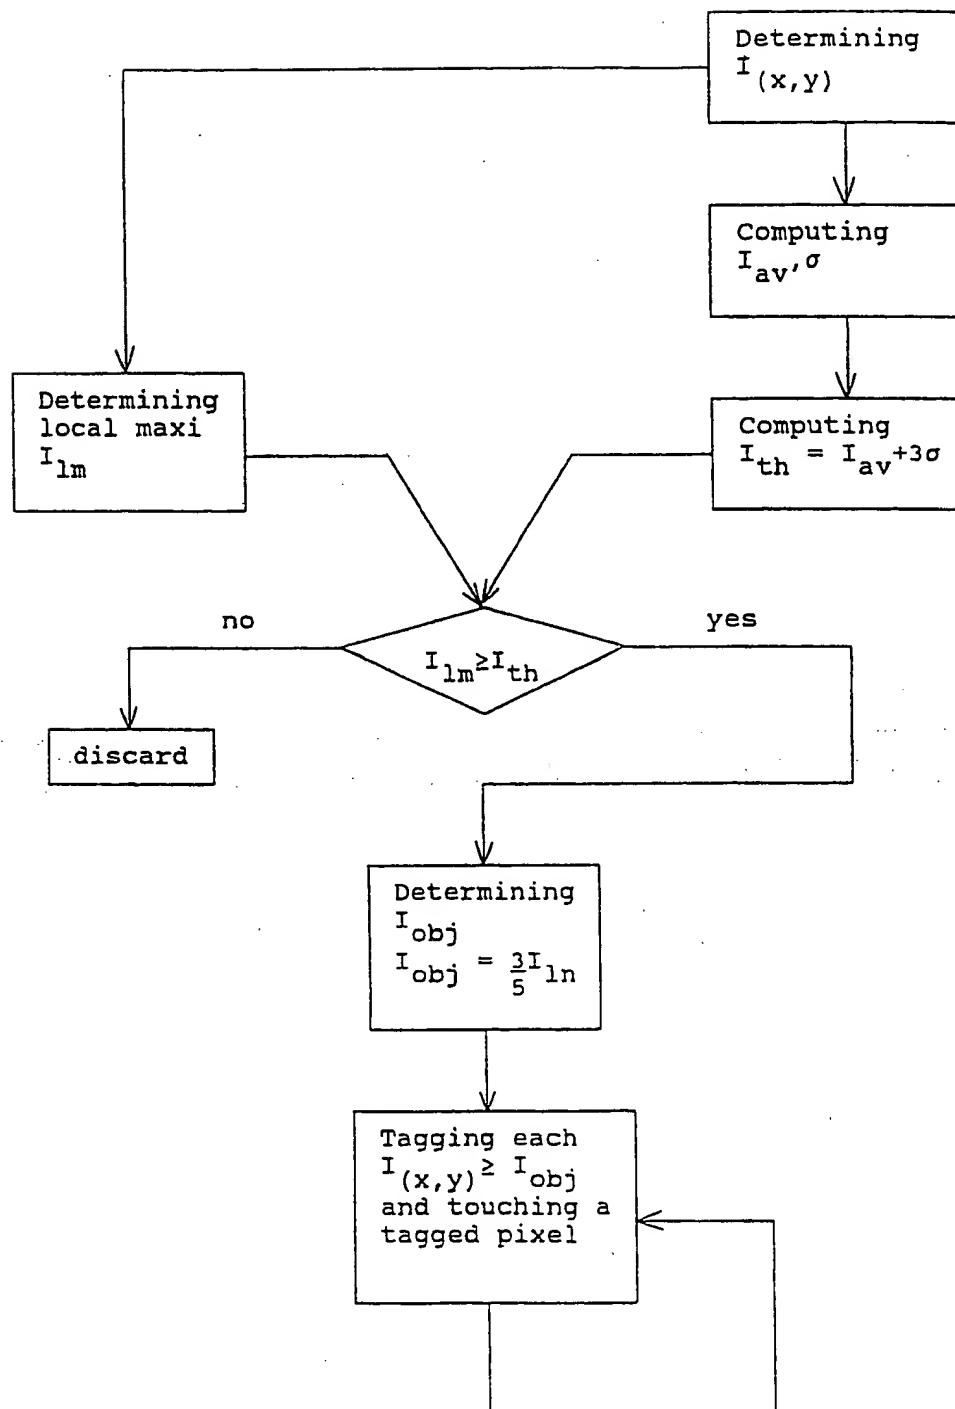 Determining
I(x,y)
Computing
Iav,σ
Determining
local maxi
Ilm
Computing
Ith = Iav+3σ
no
yes
Ilm≥Ith
discard
Determining
Iobj
Iobj = 3/5 Iln
Tagging each
I(x,y)≥ Iobj
and touching a
tagged pixel